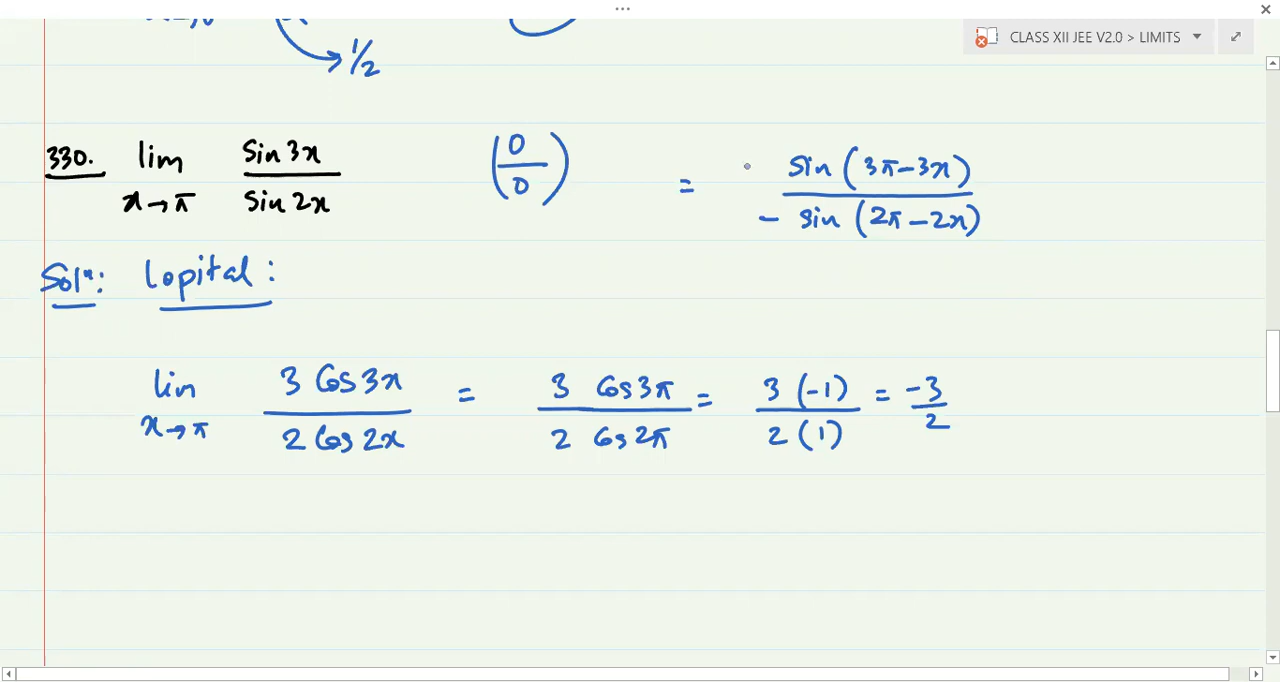 CLASS XII JEE V2.0 > LIMITS
1/2
330. lim x→π sin 3x / sin 2x (0/0) = sin (3π-3x) / - sin (2π-2x)
Solⁿ: Lopital :
lim x→π 3 Cos 3x / 2 Cos 2x = 3 Cos 3π / 2 Cos 2π = 3 (-1) / 2 (1) = -3/2